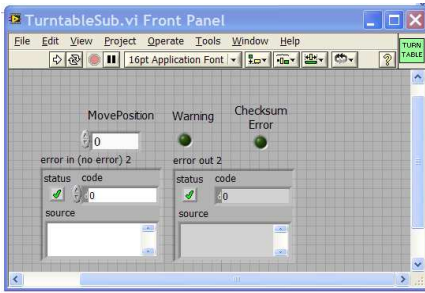 TurntableSub.vi Front Panel
File Edit View Project Operate Tools Window Help
16pt Application Font
TURN
TABLE
MovePosition Warning Checksum
Error
0
error in (no error) 2 error out 2
status code status code
0 0
source source